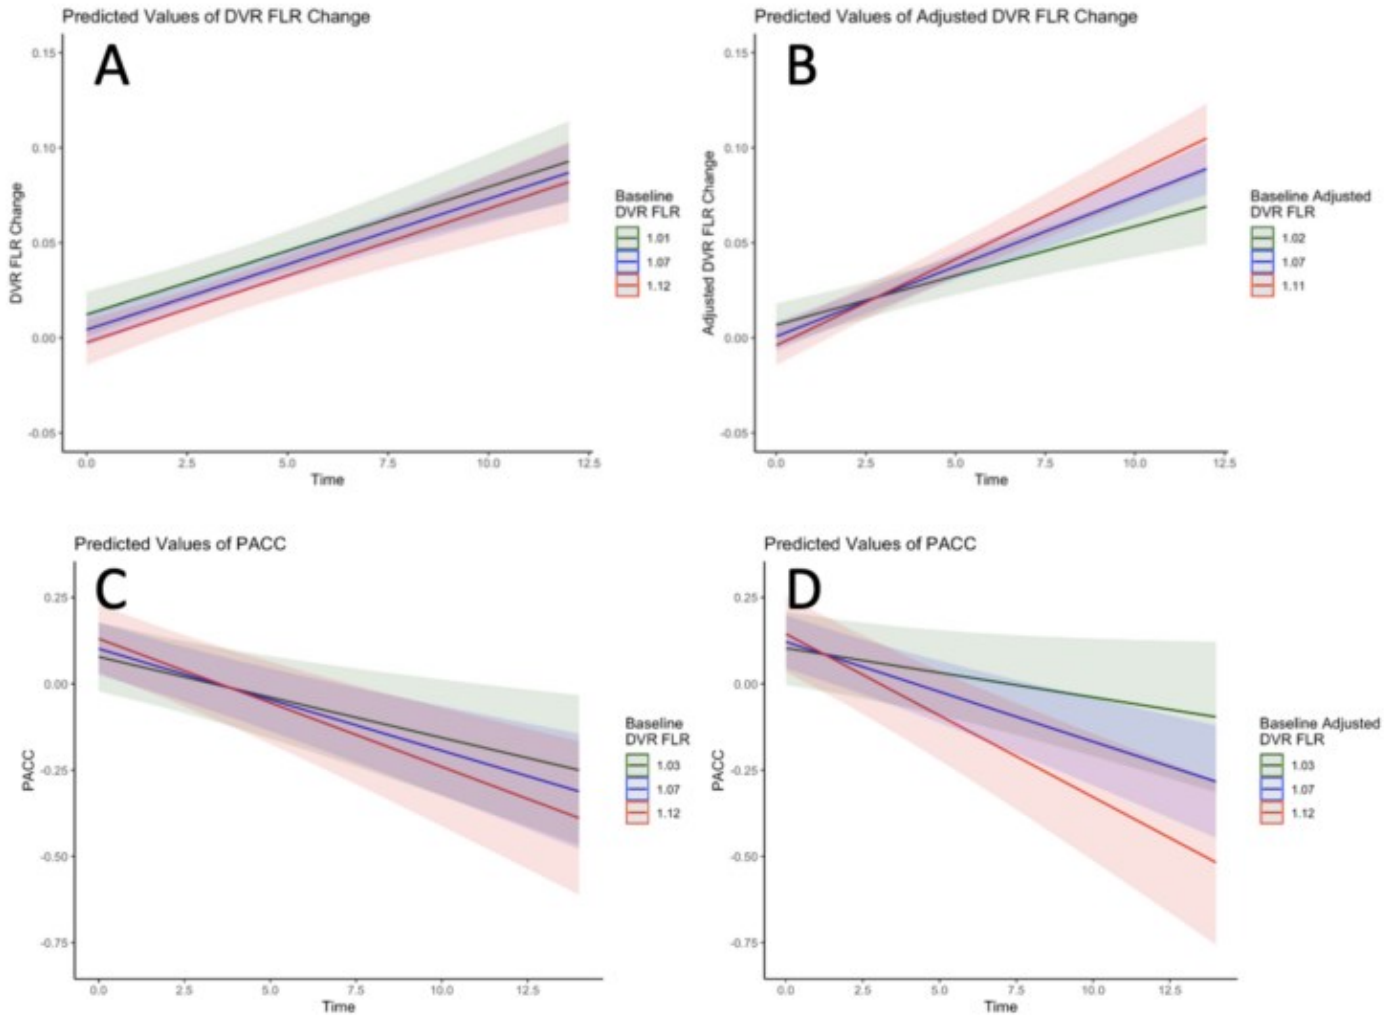 Predicted Values of DVR FLR Change
A
0.15
0.10
0.05
0.00
-0.05
DVR FLR Change
0.0 2.5 5.0 7.5 10.0 12.5
Time
Baseline
DVR FLR
1.01
1.07
1.12
Predicted Values of Adjusted DVR FLR Change
B
0.15
0.10
0.05
0.00
-0.05
Adjusted DVR FLR Change
0.0 2.5 5.0 7.5 10.0 12.5
Time
Baseline Adjusted
DVR FLR
1.02
1.07
1.11
Predicted Values of PACC
C
0.25
0.00
-0.25
-0.50
-0.75
PACC
0.0 2.5 5.0 7.5 10.0 12.5
Time
Baseline
DVR FLR
1.03
1.07
1.12
Predicted Values of PACC
D
0.25
0.00
-0.25
-0.50
-0.75
PACC
0.0 2.5 5.0 7.5 10.0 12.5
Time
Baseline Adjusted
DVR FLR
1.03
1.07
1.12